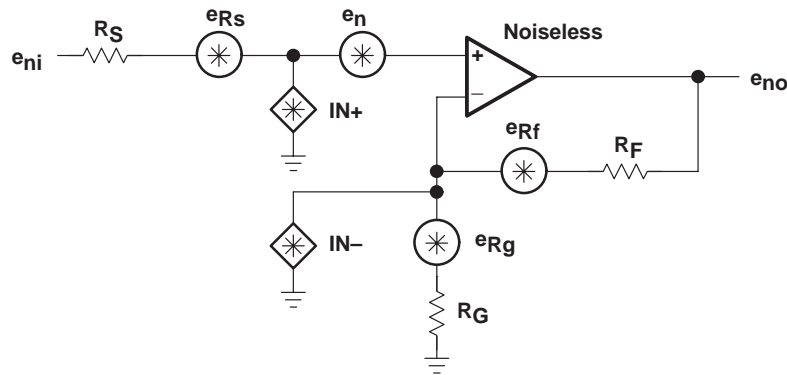 RS
eRs
en
Noiseless
eni
+
eno
IN+
–
eRf
RF
IN–
eRg
RG